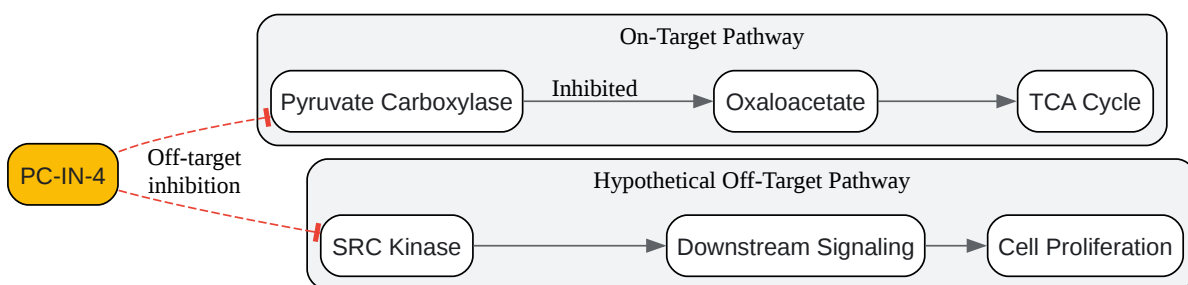 On-Target Pathway
Pyruvate Carboxylase
Inhibited
Oxaloacetate
TCA Cycle
PC-IN-4
Off-target
inhibition
Hypothetical Off-Target Pathway
SRC Kinase
Downstream Signaling
Cell Proliferation